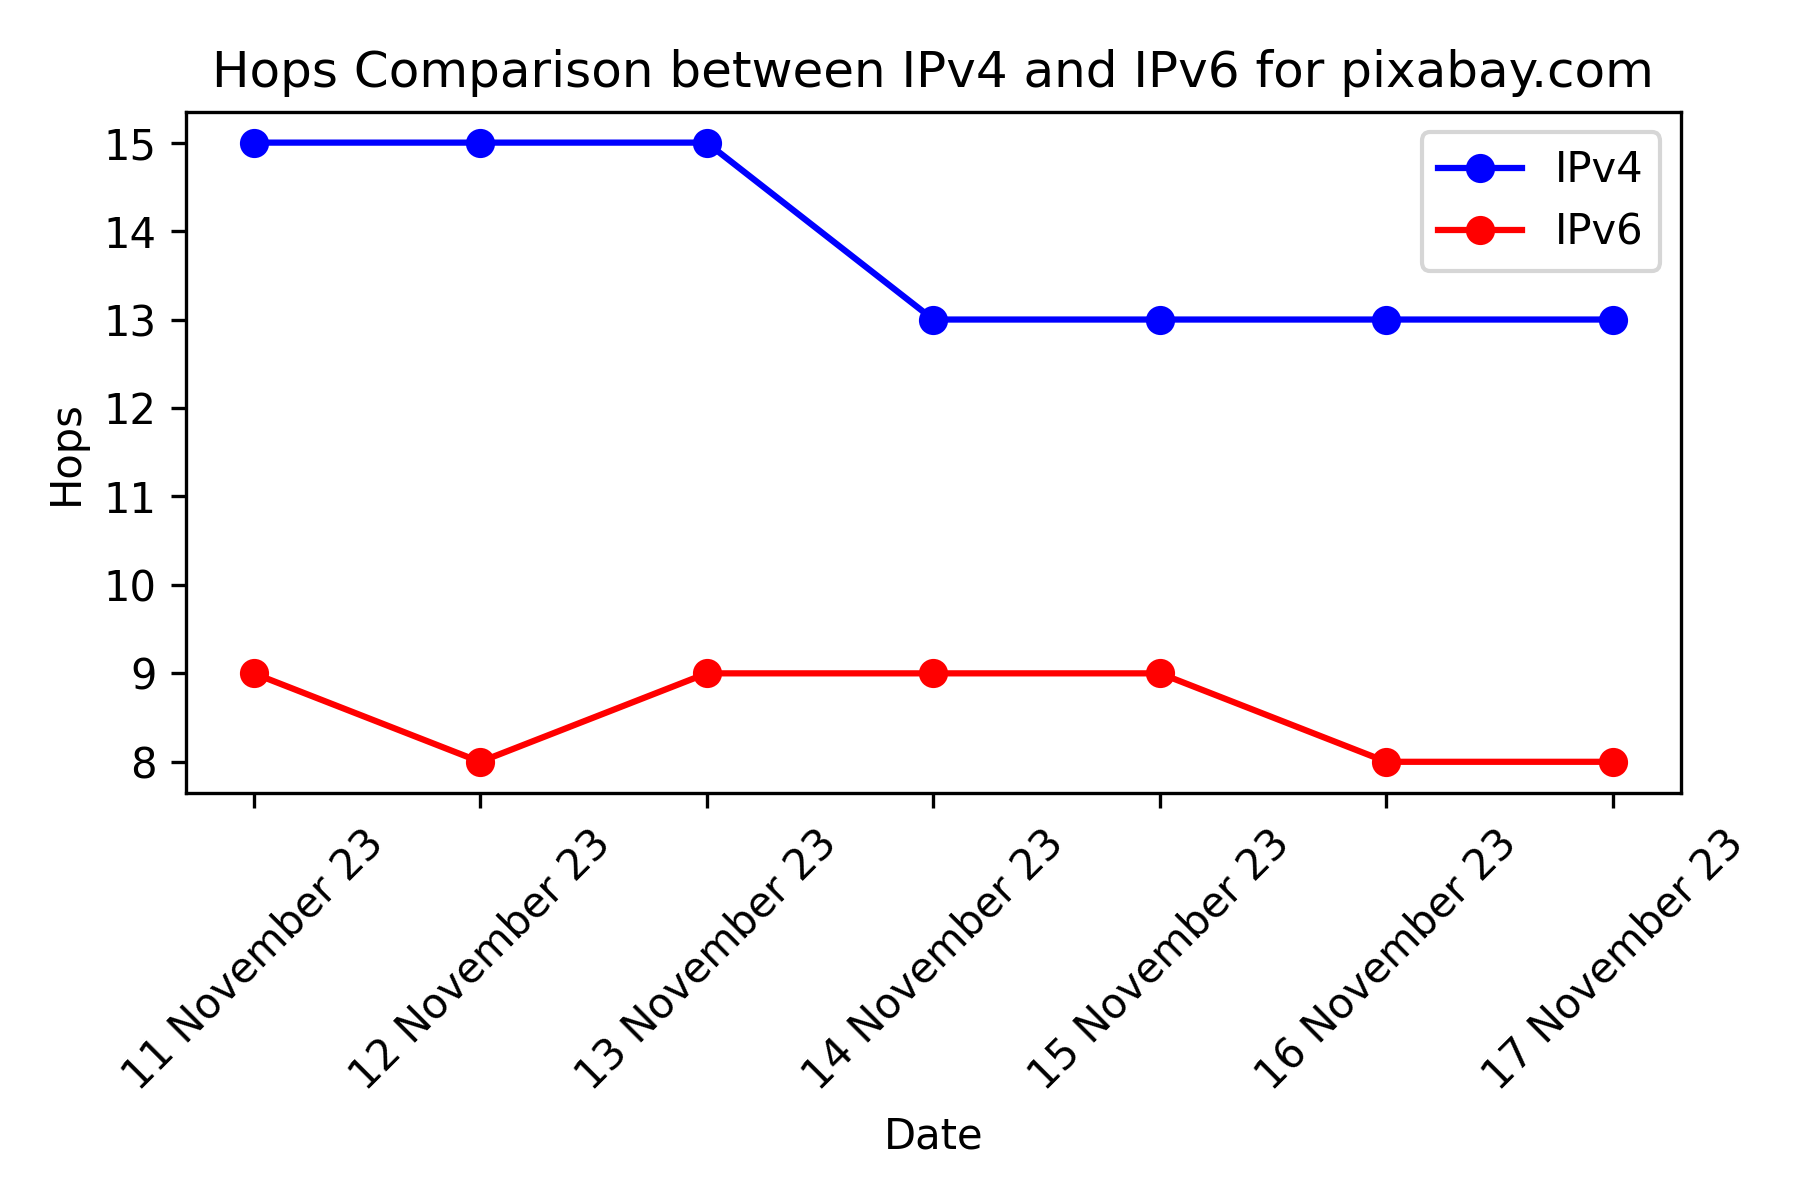 Hops Comparison between IPv4 and IPv6 for pixabay.com
15
14
13
12
11
10
9
8
Hops
IPv4
IPv6
11 November 23
12 November 23
13 November 23
14 November 23
15 November 23
16 November 23
17 November 23
Date